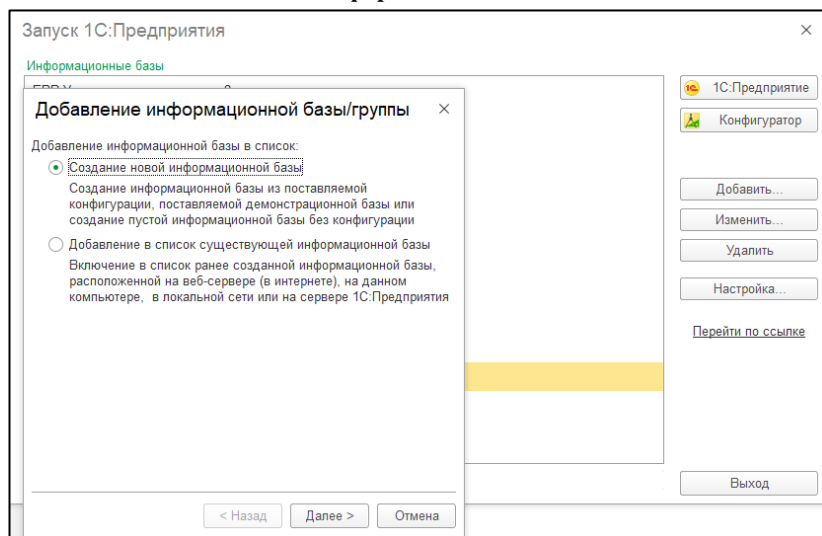 Запуск 1С:Предприятия
Информационные базы
1С:Предприятие
Конфигуратор
Добавить...
Изменить...
Удалить
Настройка...
Перейти по ссылке
Выход
Добавление информационной базы/группы
Добавление информационной базы в список:
Создание новой информационной базы
Создание информационной базы из поставляемой
конфигурации, поставляемой демонстрационной базы или
создание пустой информационной базы без конфигурации
Добавление в список существующей информационной базы
Включение в список ранее созданной информационной базы,
расположенной на веб-сервере (в интернете), на данном
компьютере, в локальной сети или на сервере 1С:Предприятия
< Назад
Далее >
Отмена